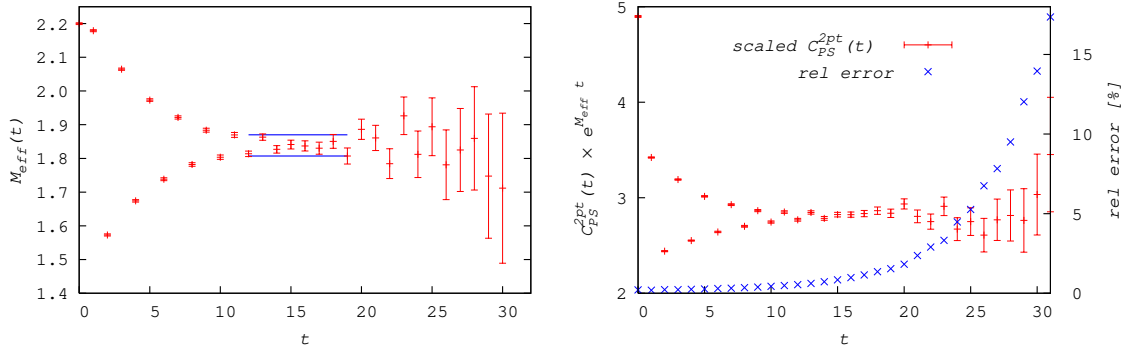 2.2
2.1
2.0
1.9
1.8
1.7
1.6
1.5
1.4
M_eff(t)
0 5 10 15 20 25 30
t
5
4
3
2
C_PS^2pt(t) × e^{M_eff t}
scaled C_PS^2pt(t)
rel error
15
10
5
0
rel error [%]
0 5 10 15 20 25 30
t